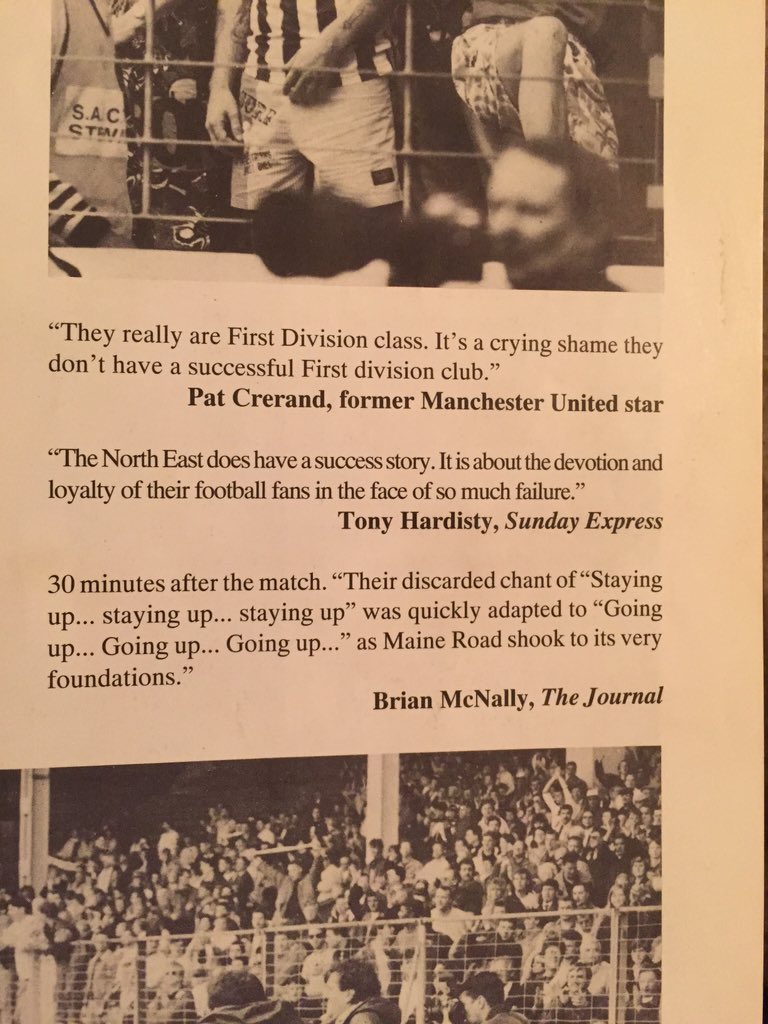 S.A.C
“They really are First Division class. It’s a crying shame they
don’t have a successful First division club.”
Pat Crerand, former Manchester United star
“The North East does have a success story. It is about the devotion and
loyalty of their football fans in the face of so much failure.”
Tony Hardisty, Sunday Express
30 minutes after the match. “Their discarded chant of “Staying
up... staying up... staying up” was quickly adapted to “Going
up... Going up... Going up...” as Maine Road shook to its very
foundations.”
Brian McNally, The Journal